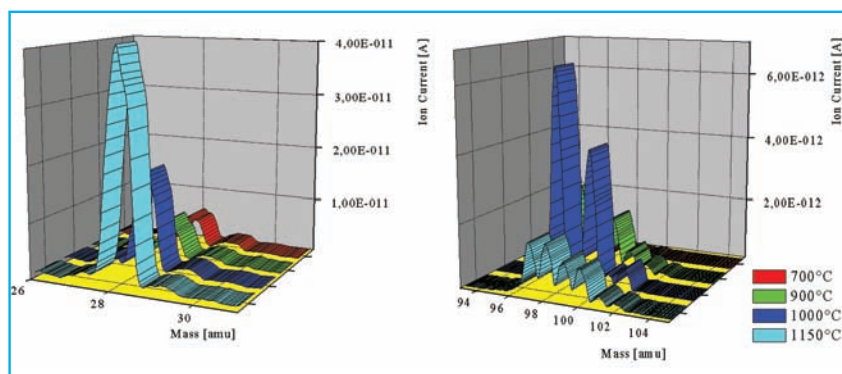 4,00E-011
3,00E-011
2,00E-011
1,00E-011
Ion Current [A]
26
28
30
Mass [amu]
6,00E-012
4,00E-012
2,00E-012
Ion Current [A]
94
96
98
100
102
104
Mass [amu]
700°C
900°C
1000°C
1150°C